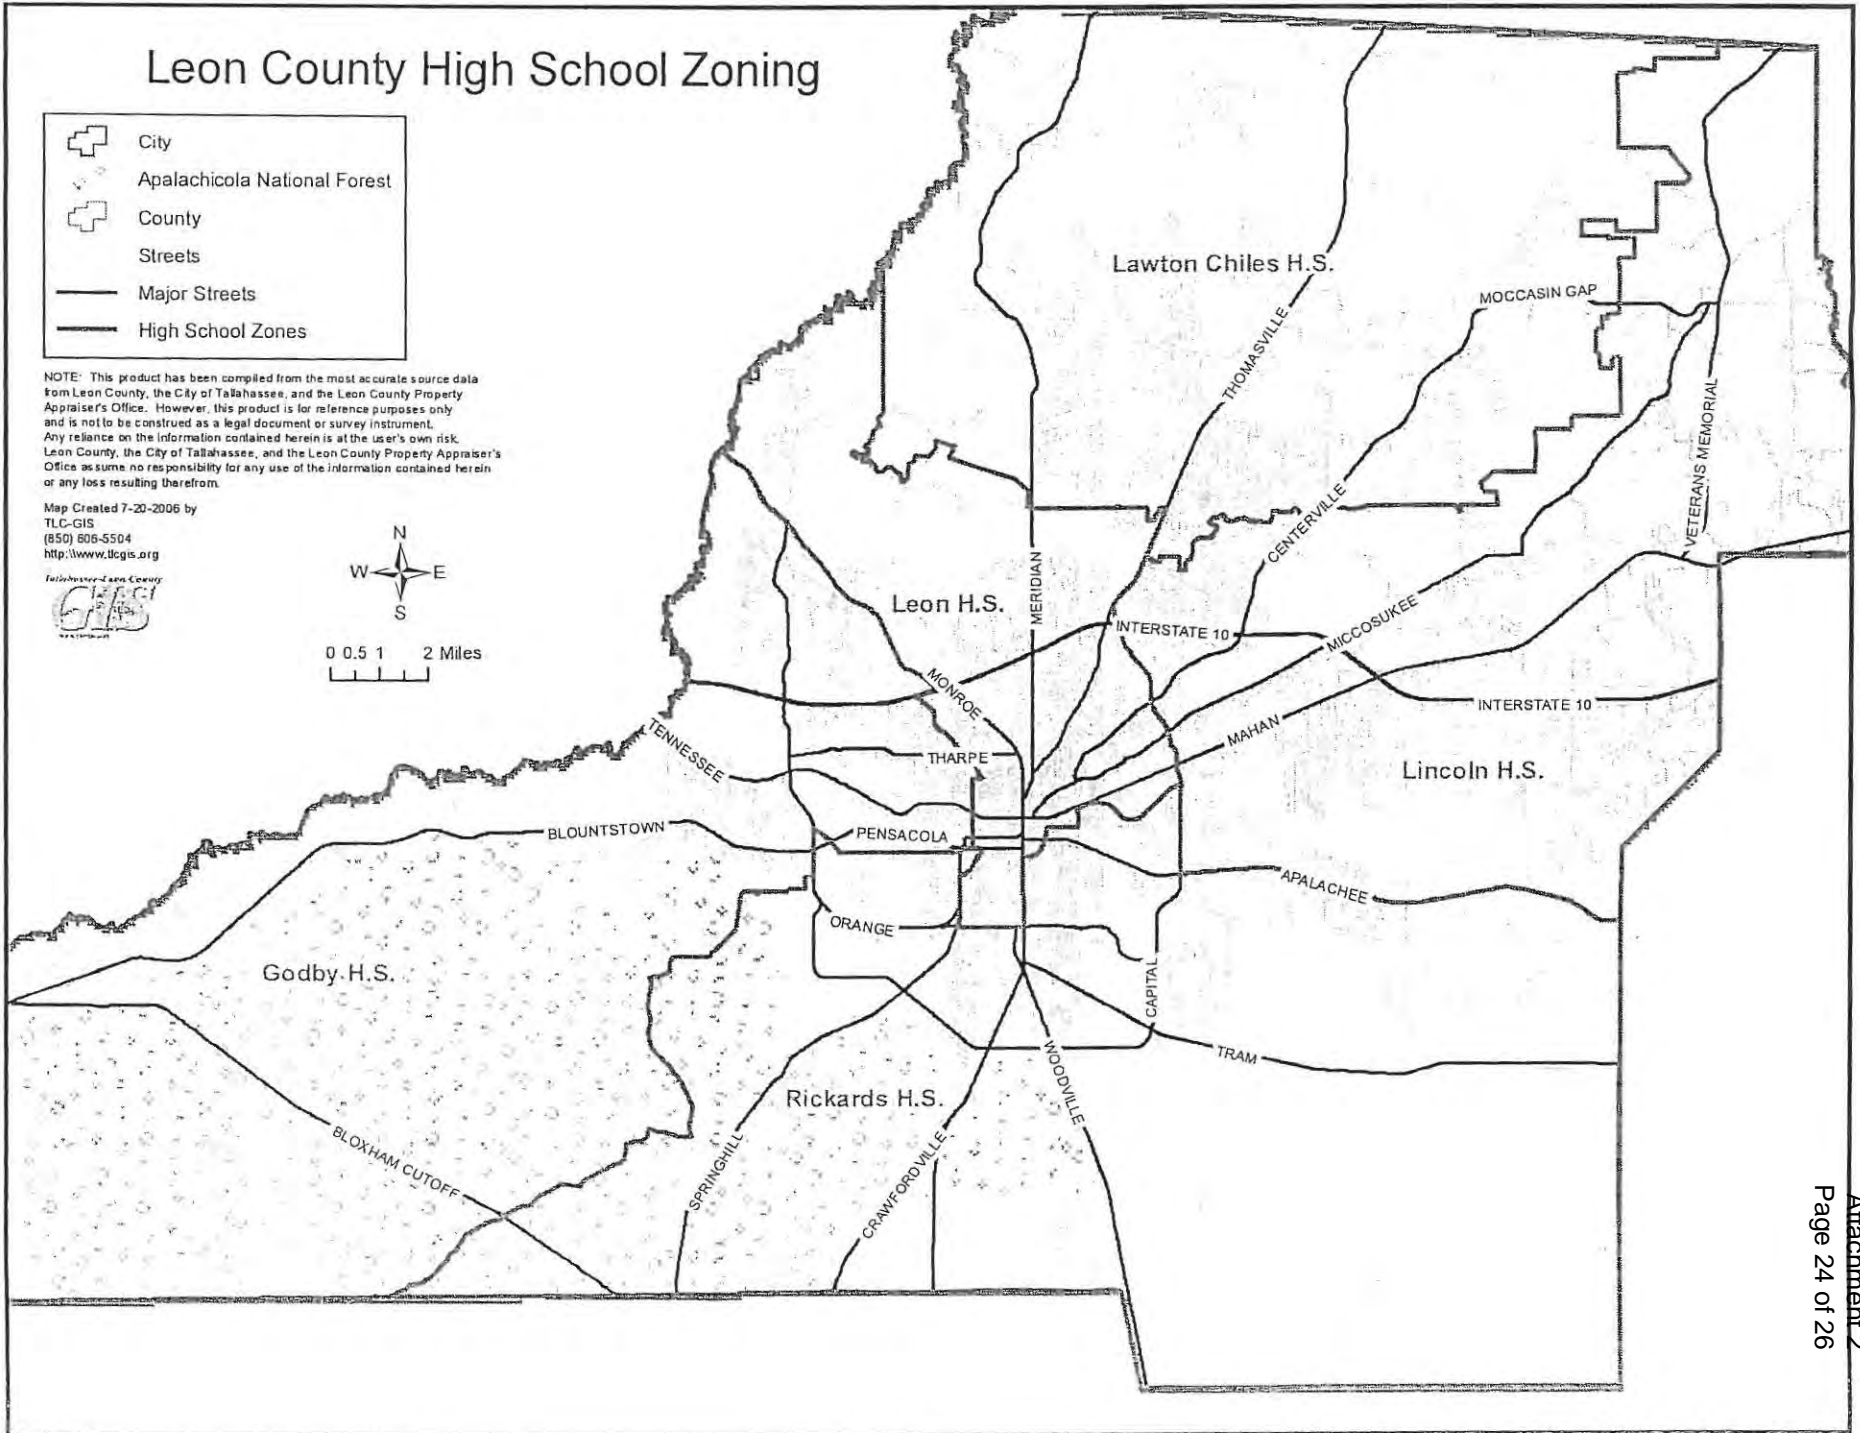 Leon County High School Zoning
City
Apalachicola National Forest
County
Streets
Major Streets
High School Zones
NOTE: This product has been compiled from the most accurate source data
from Leon County, the City of Tallahassee, and the Leon County Property
Appraiser's Office. However, this product is for reference purposes only
and is not to be construed as a legal document or survey instrument.
Any reliance on the information contained herein is at the user's own risk.
Leon County, the City of Tallahassee, and the Leon County Property Appraiser's
Office assume no responsibility for any use of the information contained herein
or any loss resulting therefrom.
Map Created 7-20-2006 by
TLC-GIS
(850) 606-5504
http:\\www.tlcgis.org
Tallahassee-Leon County
GIS
N
W E
S
0 0.5 1 2 Miles
Lawton Chiles H.S.
MOCCASIN GAP
THOMASVILLE
VETERANS MEMORIAL
CENTERVILLE
MERIDIAN
Leon H.S.
INTERSTATE 10
MICCOSUKEE
MONROE
INTERSTATE 10
MAHAN
TENNESSEE
THARPE
Lincoln H.S.
BLOUNTSTOWN
PENSACOLA
APALACHEE
ORANGE
Godby H.S.
CAPITAL
WOODVILLE
TRAM
Rickards H.S.
BLOXHAM CUTOFF
SPRINGHILL
CRAWFORDVILLE
Attachment 2
Page 24 of 26